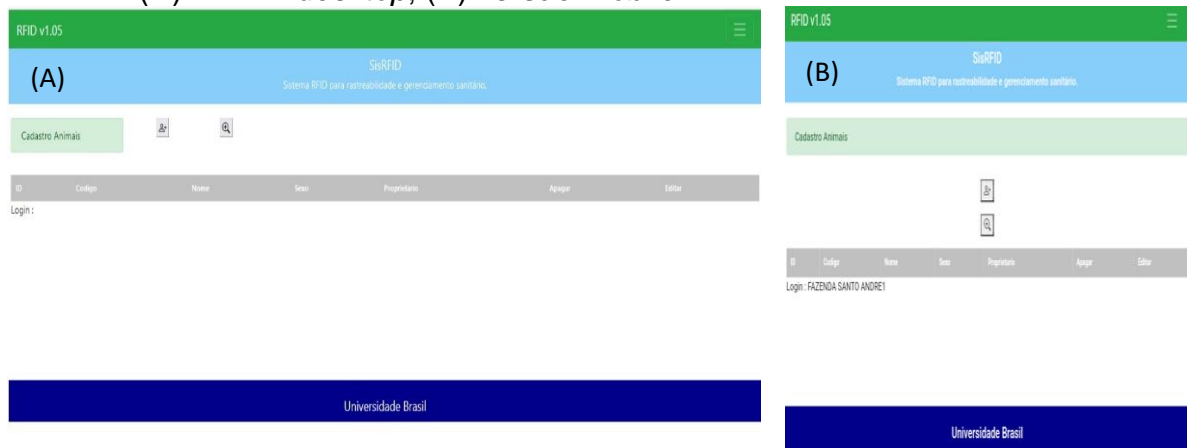 RFID v1.05
(A)
SisRFID
Sistema RFID para rastreabilidade e gerenciamento sanitário.
Cadastro Animais
ID Codigo Nome Sexo Proprietario Apagar Editar
Login :
Universidade Brasil
RFID v1.05
(B)
SisRFID
Sistema RFID para rastreabilidade e gerenciamento sanitário.
Cadastro Animais
ID Codigo Nome Sexo Proprietario Apagar Editar
Login : FAZENDA SANTO ANDRE1
Universidade Brasil